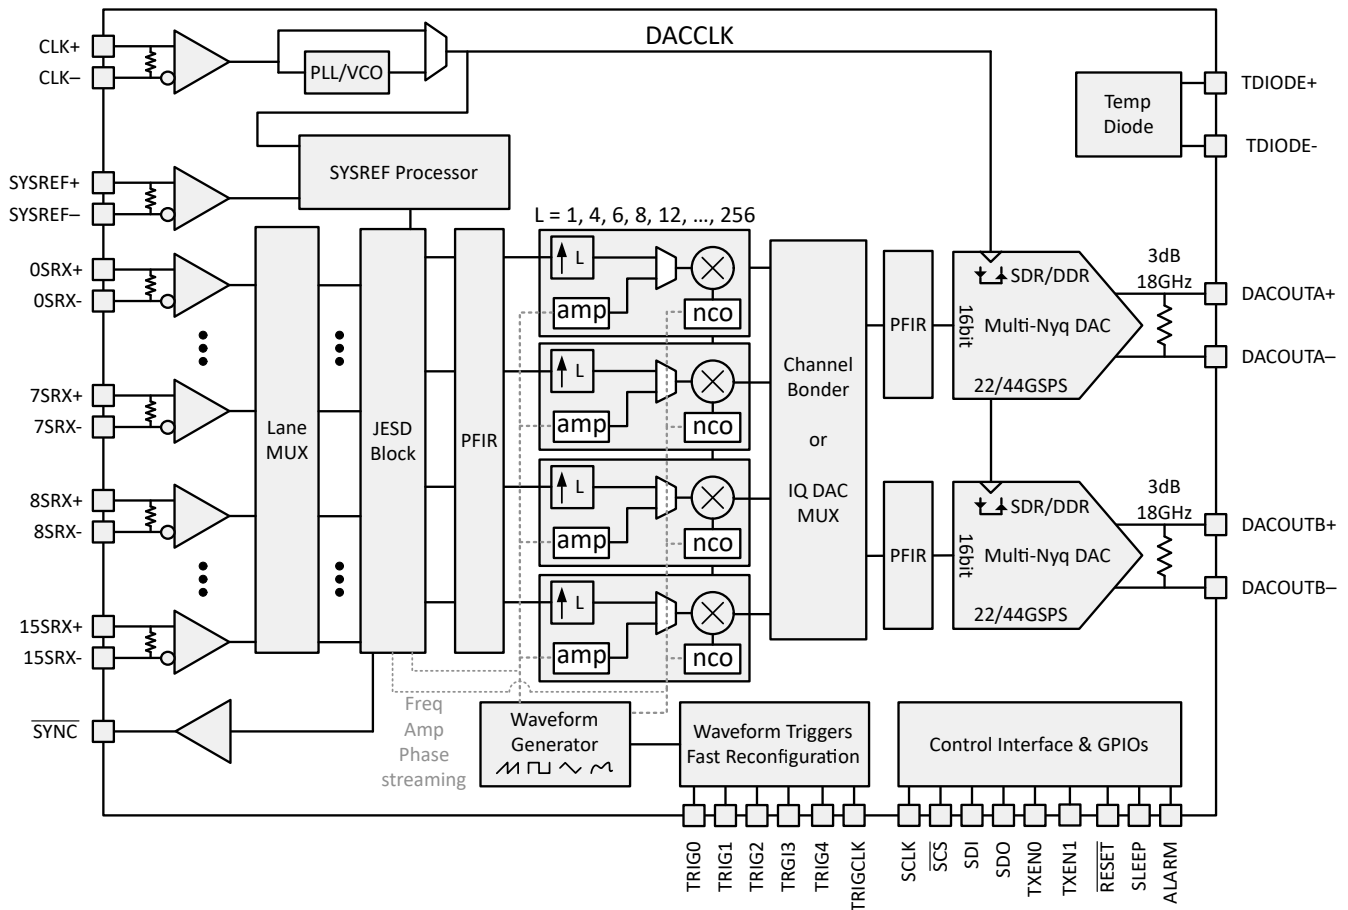 CLK+
CLK–
PLL/VCO
DACCLK
Temp
Diode
TDIODE+
TDIODE-
SYSREF+
SYSREF–
SYSREF Processor
L = 1, 4, 6, 8, 12, ..., 256
0SRX+
0SRX-
7SRX+
7SRX-
8SRX+
8SRX-
15SRX+
15SRX-
SYNC
Lane
MUX
JESD
Block
PFIR
L
amp
nco
L
amp
nco
L
amp
nco
L
amp
nco
Channel
Bonder
or
IQ DAC
MUX
PFIR
16bit
SDR/DDR
Multi-Nyq DAC
22/44GSPS
3dB
18GHz
DACOUTA+
DACOUTA–
PFIR
16bit
SDR/DDR
Multi-Nyq DAC
22/44GSPS
3dB
18GHz
DACOUTB+
DACOUTB–
Freq
Amp
Phase
streaming
Waveform
Generator
Waveform Triggers
Fast Reconfiguration
Control Interface & GPIOs
TRIG0
TRIG1
TRIG2
TRGI3
TRIG4
TRIGCLK
SCLK
SCS
SDI
SDO
TXEN0
TXEN1
RESET
SLEEP
ALARM